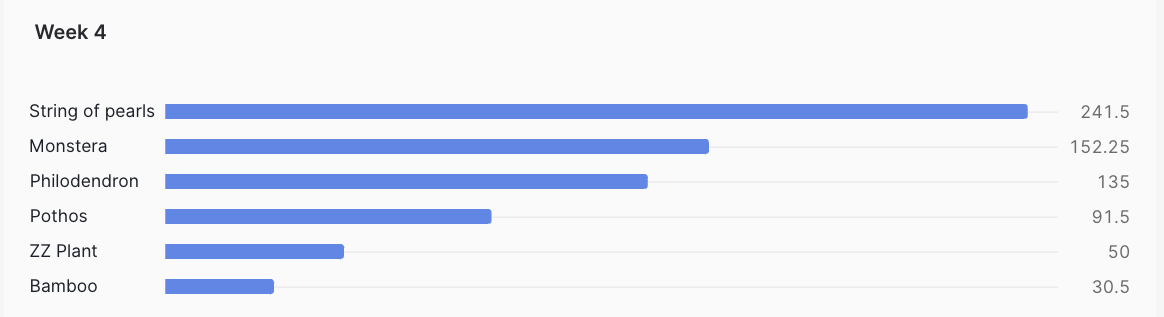 Week 4
String of pearls 241.5
Monstera 152.25
Philodendron 135
Pothos 91.5
ZZ Plant 50
Bamboo 30.5